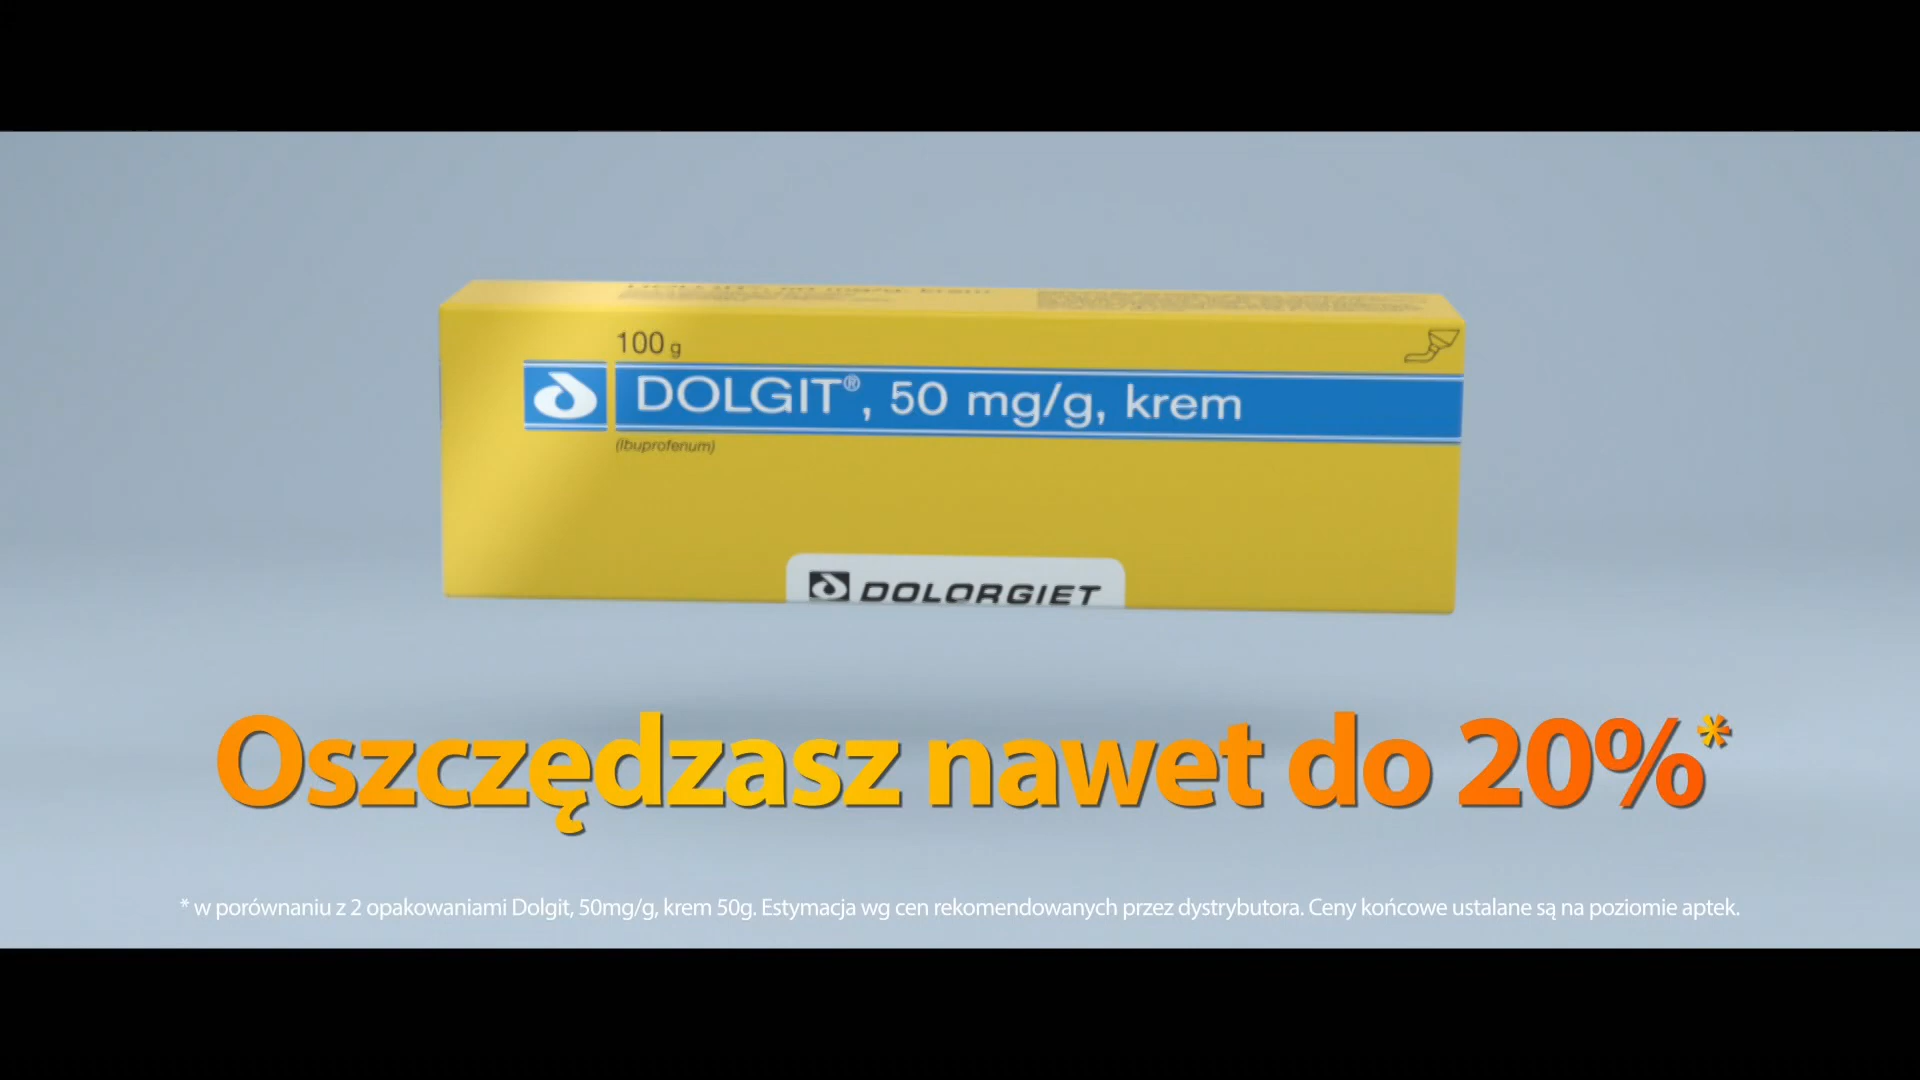 100 g
DOLGIT®, 50 mg/g, krem
(Ibuprofenum)
DOLORGIET
Oszczędzasz nawet do 20%*
* w porównaniu z 2 opakowaniami Dolgit, 50mg/g, krem 50g. Estymacja wg cen rekomendowanych przez dystrybutora. Ceny końcowe ustalane są na poziomie aptek.